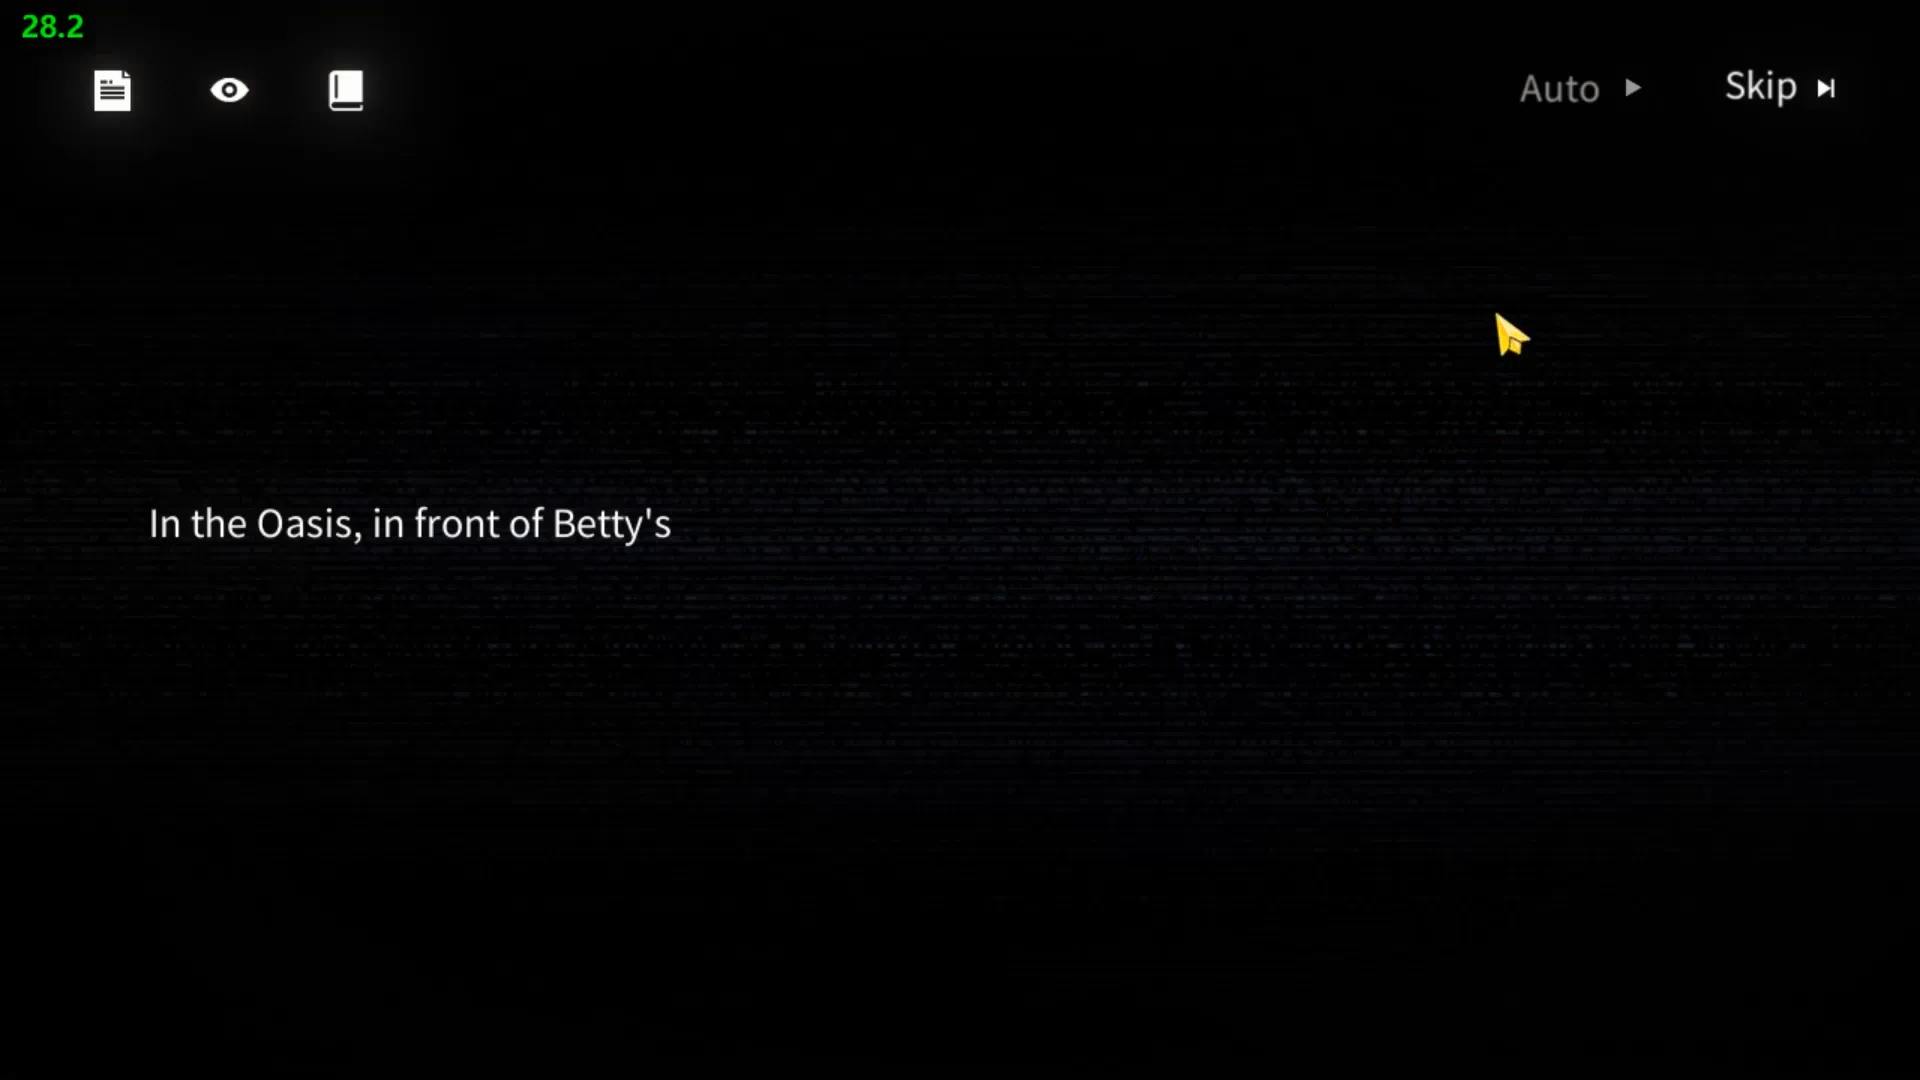 28.2
Auto
Skip
In the Oasis, in front of Betty's